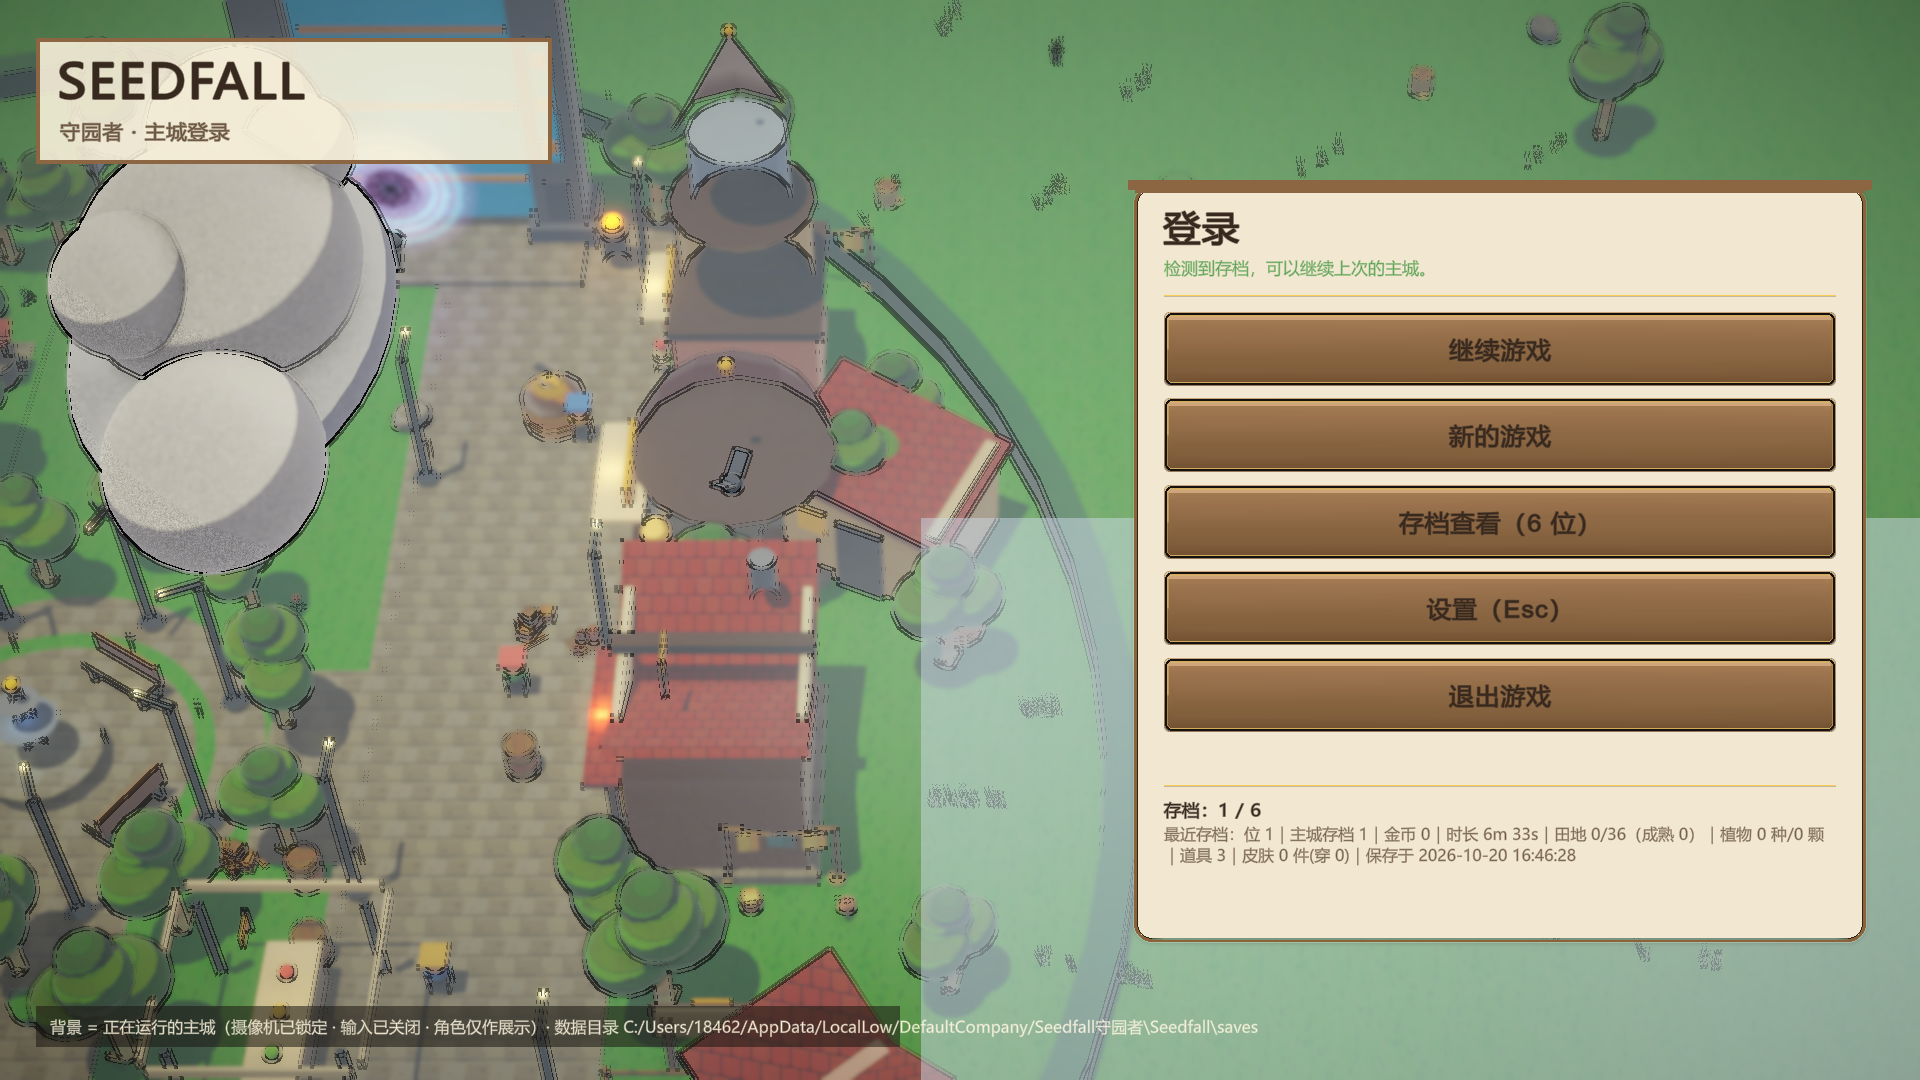 SEEDFALL
守园者 · 主城登录
登录
检测到存档，可以继续上次的主城。
继续游戏
新的游戏
存档查看（6 位）
设置（Esc）
退出游戏
存档：1 / 6
最近存档：位 1｜主城存档 1｜金币 0｜时长 6m 33s｜田地 0/36（成熟 0）｜植物 0 种/0 颗
｜道具 3｜皮肤 0 件(穿 0)｜保存于 2026-10-20 16:46:28
背景 = 正在运行的主城（摄像机已锁定 · 输入已关闭 · 角色仅作展示） · 数据目录 C:/Users/18462/AppData/LocalLow/DefaultCompany/Seedfall守园者\Seedfall\saves